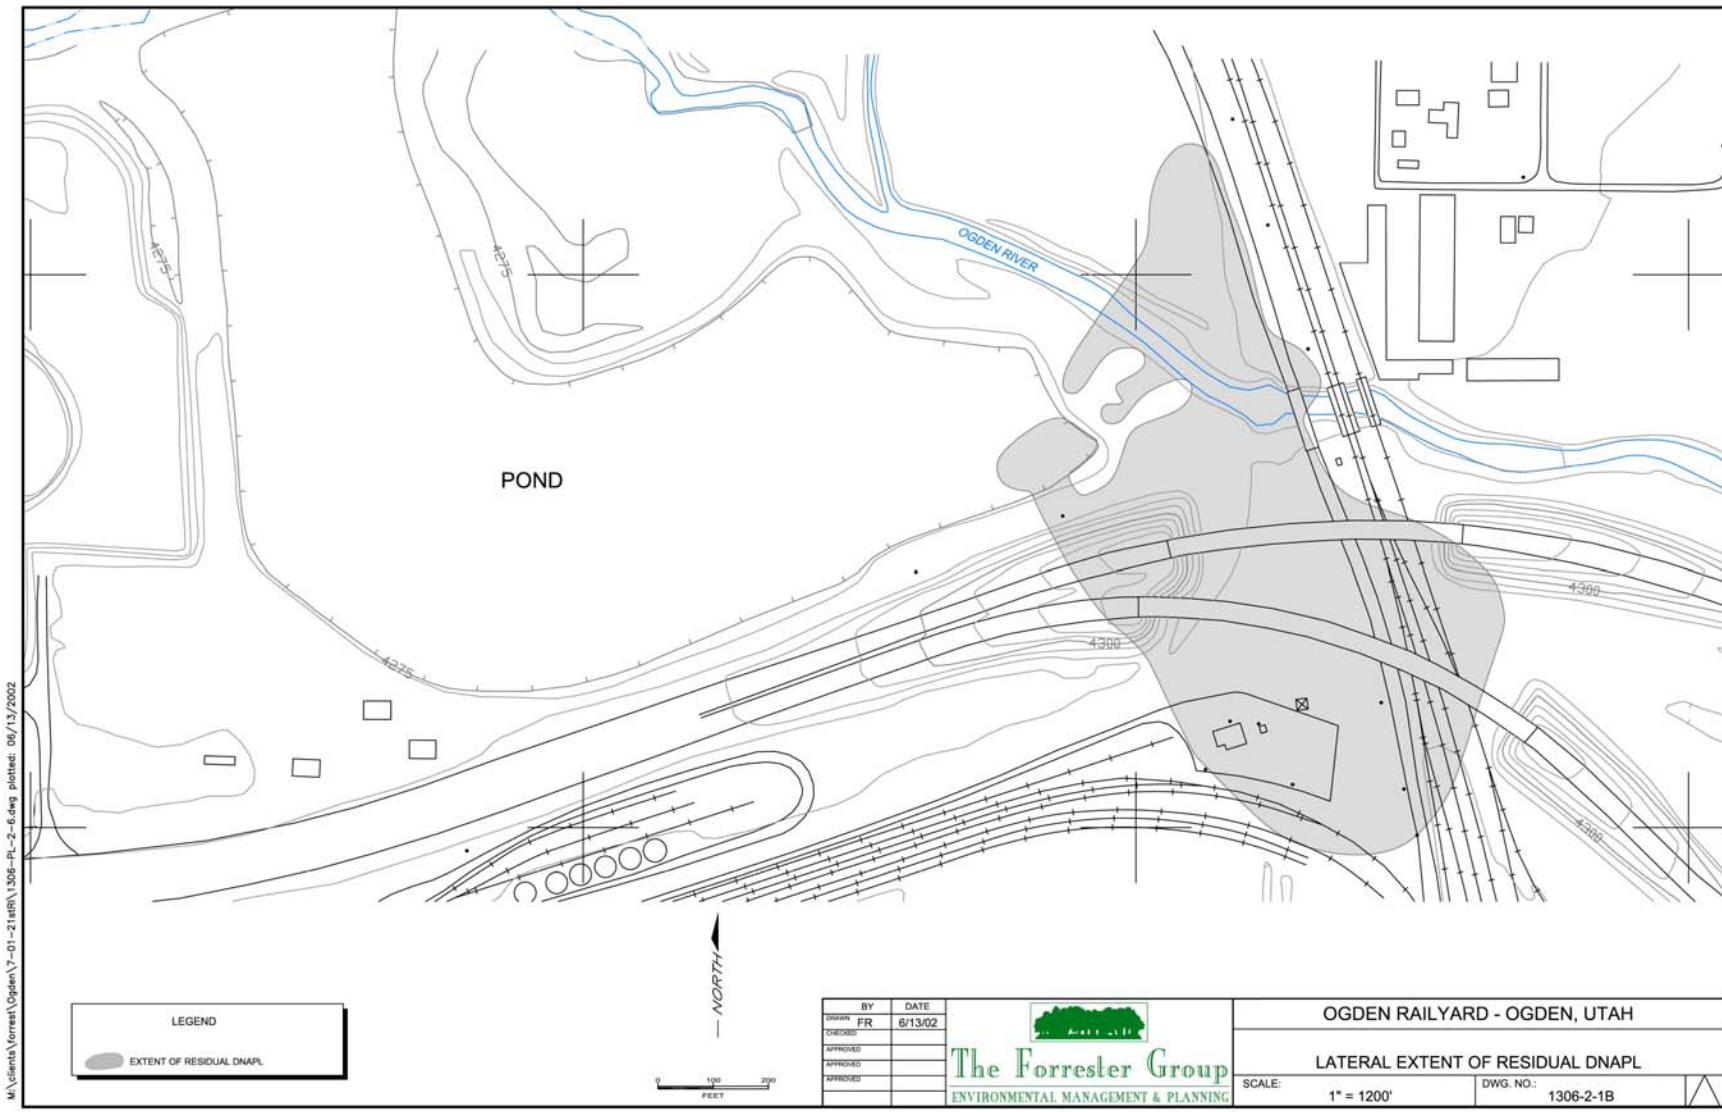 4275
4275
OGDEN RIVER
POND
4300
4300
4275
4300
M:\clients\forrest\Ogden\7-01-21stRI\1306-PL-2-6.dwg plotted: 06/13/2002
NORTH
0 100 200
FEET
LEGEND
EXTENT OF RESIDUAL DNAPL
BY DATE
DRAWN FR 6/13/02
CHECKED
APPROVED
APPROVED
APPROVED
The Forrester Group
ENVIRONMENTAL MANAGEMENT & PLANNING
OGDEN RAILYARD - OGDEN, UTAH
LATERAL EXTENT OF RESIDUAL DNAPL
SCALE: 1" = 1200'
DWG. NO.: 1306-2-1B